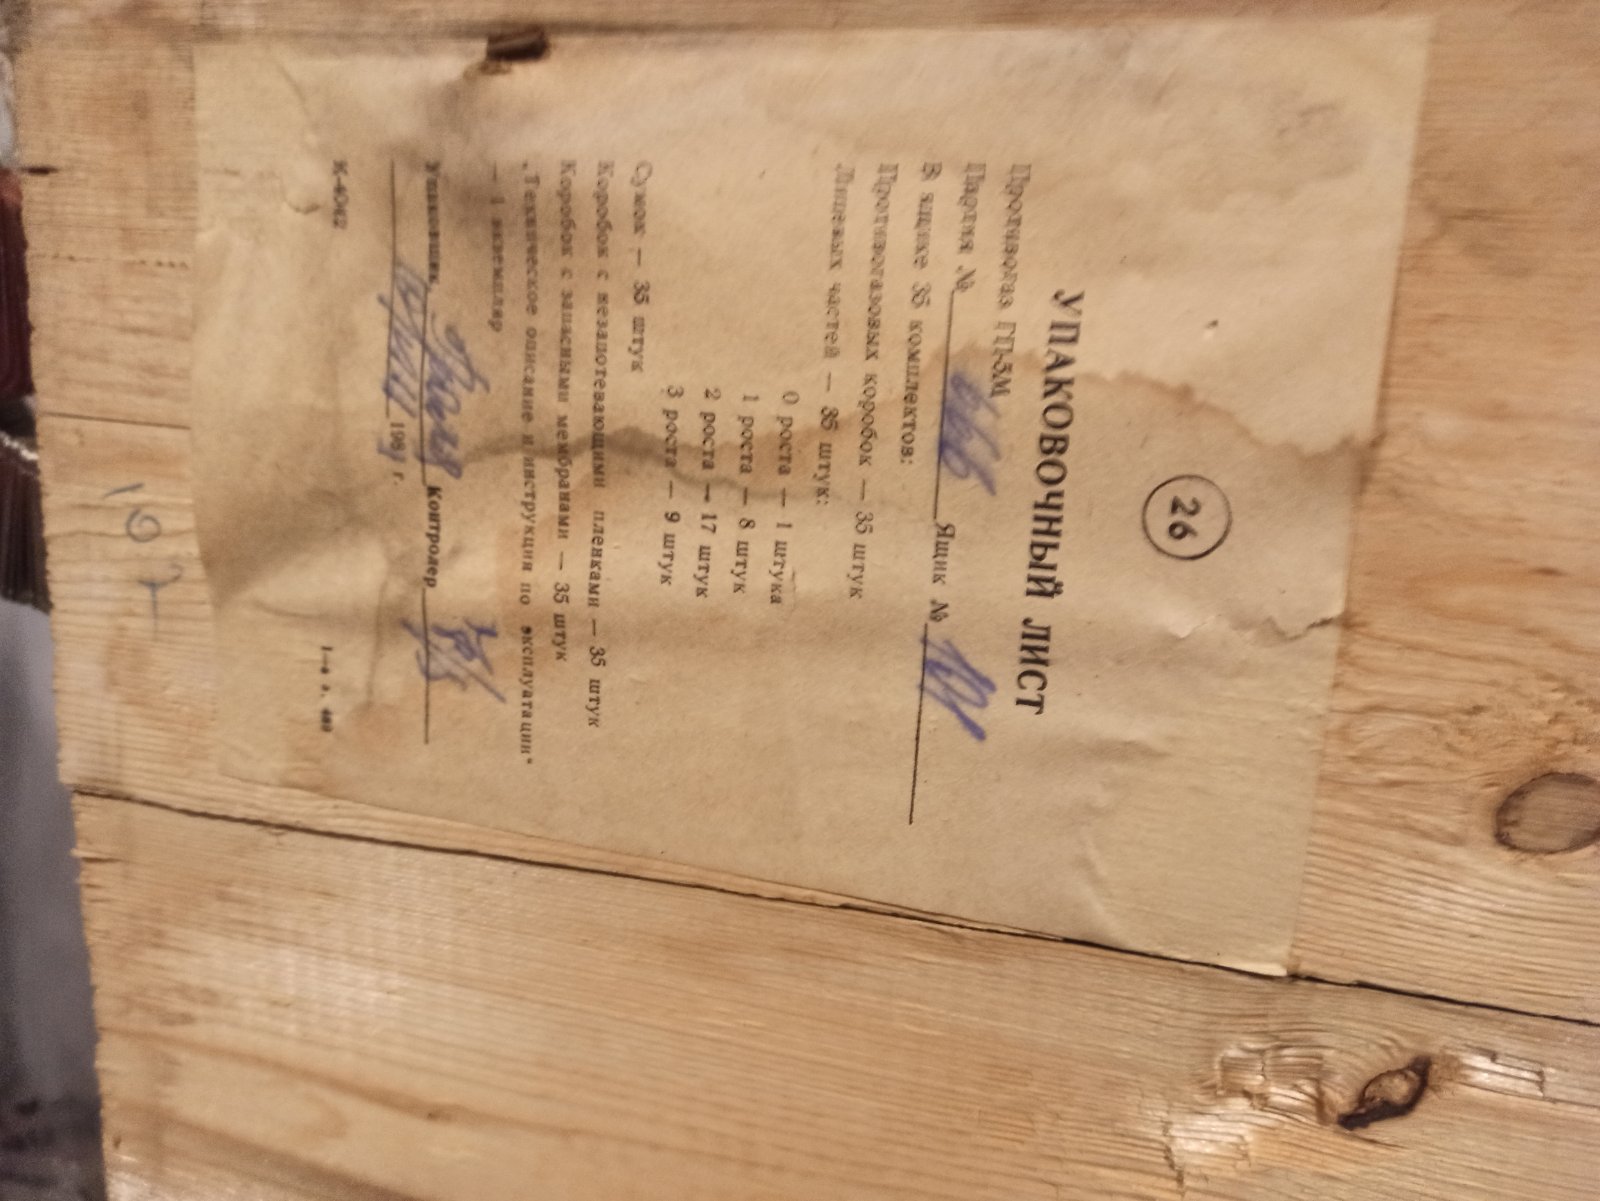 26
УПАКОВОЧНЫЙ ЛИСТ
Противогаз ГП-5М
Партия № 666 Ящик №
В ящике 35 комплектов:
Противогазовых коробок — 35 штук
Лицевых частей — 35 штук:
0 роста — 1 штука
1 роста — 8 штук
2 роста — 17 штук
3 роста — 9 штук
Сумок — 35 штук
Коробок с незапотевающими пленками — 35 штук
Коробок с запасными мембранами — 35 штук
„Техническое описание и инструкция по эксплуатации“
— 1 экземпляр
Упаковщик Контролер
198 г.
К-4042